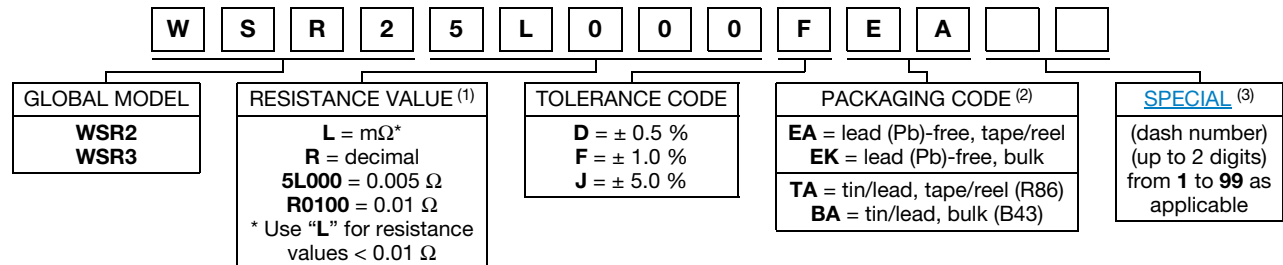 W S R 2 5 L 0 0 0 F E A
GLOBAL MODEL
WSR2
WSR3
RESISTANCE VALUE (1)
L = mΩ*
R = decimal
5L000 = 0.005 Ω
R0100 = 0.01 Ω
* Use “L” for resistance
values < 0.01 Ω
TOLERANCE CODE
D = ± 0.5 %
F = ± 1.0 %
J = ± 5.0 %
PACKAGING CODE (2)
EA = lead (Pb)-free, tape/reel
EK = lead (Pb)-free, bulk
TA = tin/lead, tape/reel (R86)
BA = tin/lead, bulk (B43)
SPECIAL (3)
(dash number)
(up to 2 digits)
from 1 to 99 as
applicable